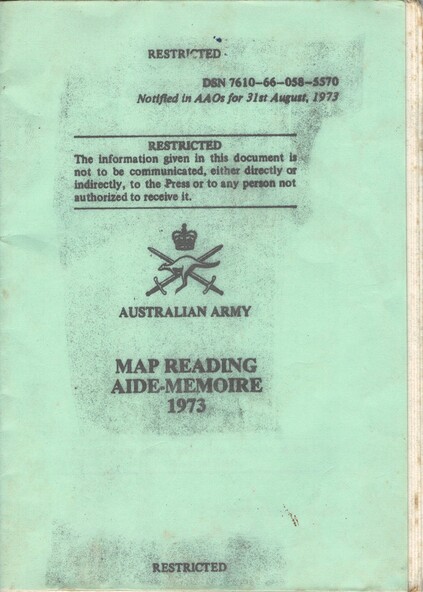 RESTRICTED
DSN 7610-66-058-5570
Notified in AAOs for 31st August, 1973
RESTRICTED
The information given in this document is
not to be communicated, either directly or
indirectly, to the Press or to any person not
authorized to receive it.
AUSTRALIAN ARMY
MAP READING
AIDE-MEMOIRE
1973
RESTRICTED